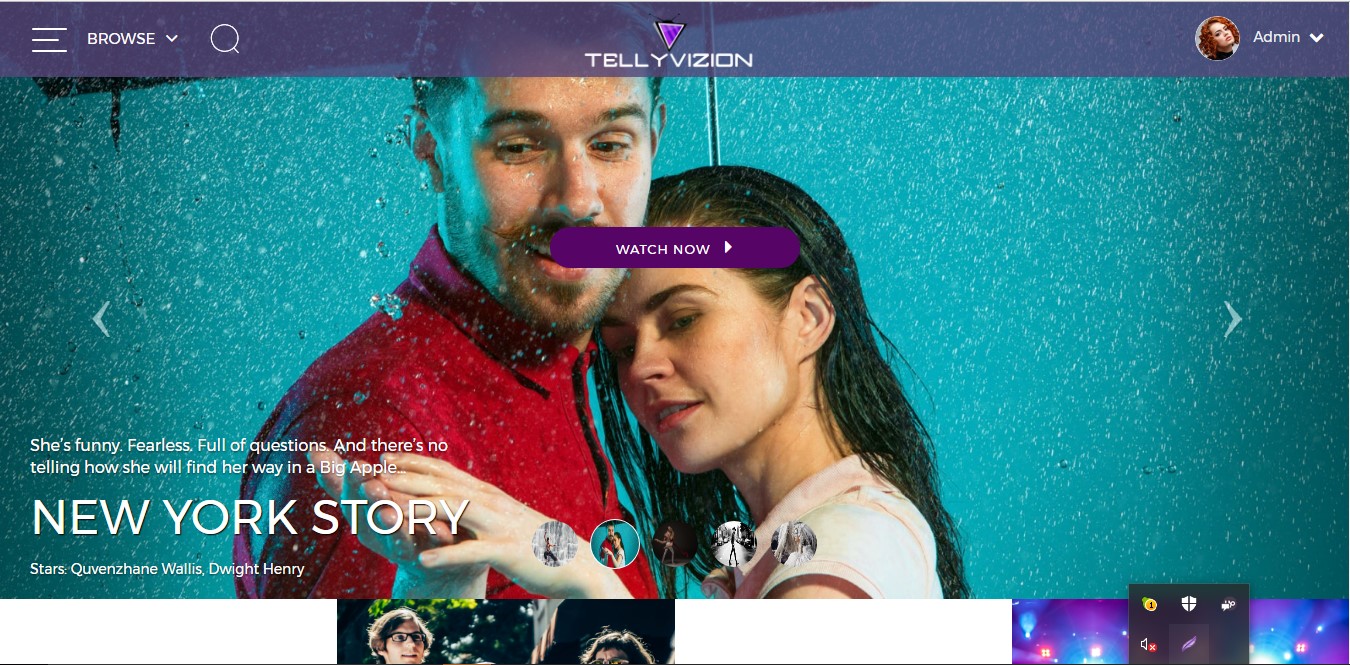 BROWSE
TELLYVIZION
Admin
WATCH NOW
She's funny. Fearless. Full of questions. And there's no
telling how she will find her way in a Big Apple...
NEW YORK STORY
Stars: Quvenzhane Wallis, Dwight Henry
1